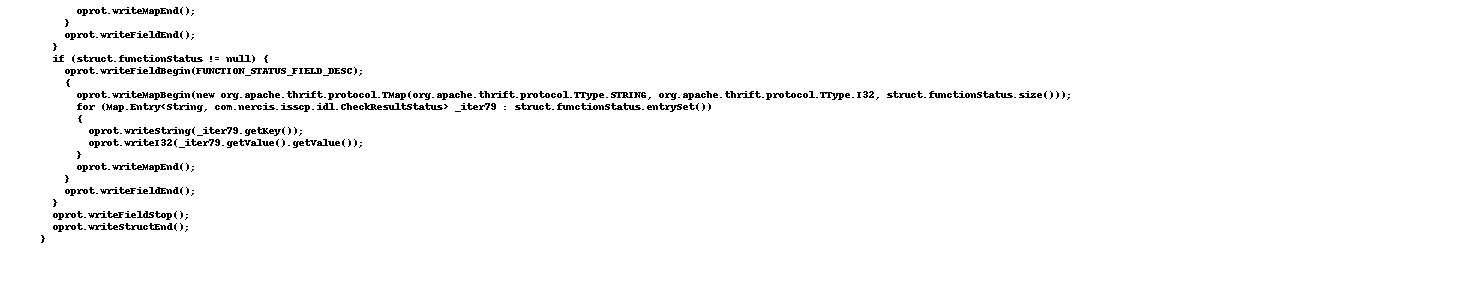 oprot.writeMapEnd();
}
oprot.writeFieldEnd();
}
if (struct.functionStatus != null) {
oprot.writeFieldBegin(FUNCTION_STATUS_FIELD_DESC);
{
oprot.writeMapBegin(new org.apache.thrift.protocol.TMap(org.apache.thrift.protocol.TType.STRING, org.apache.thrift.protocol.TType.I32, struct.functionStatus.size()));
for (Map.Entry<String, com.nercis.isscp.idl.CheckResultStatus> _iter79 : struct.functionStatus.entrySet())
{
oprot.writeString(_iter79.getKey());
oprot.writeI32(_iter79.getValue().getValue());
}
oprot.writeMapEnd();
}
oprot.writeFieldEnd();
}
oprot.writeFieldStop();
oprot.writeStructEnd();
}